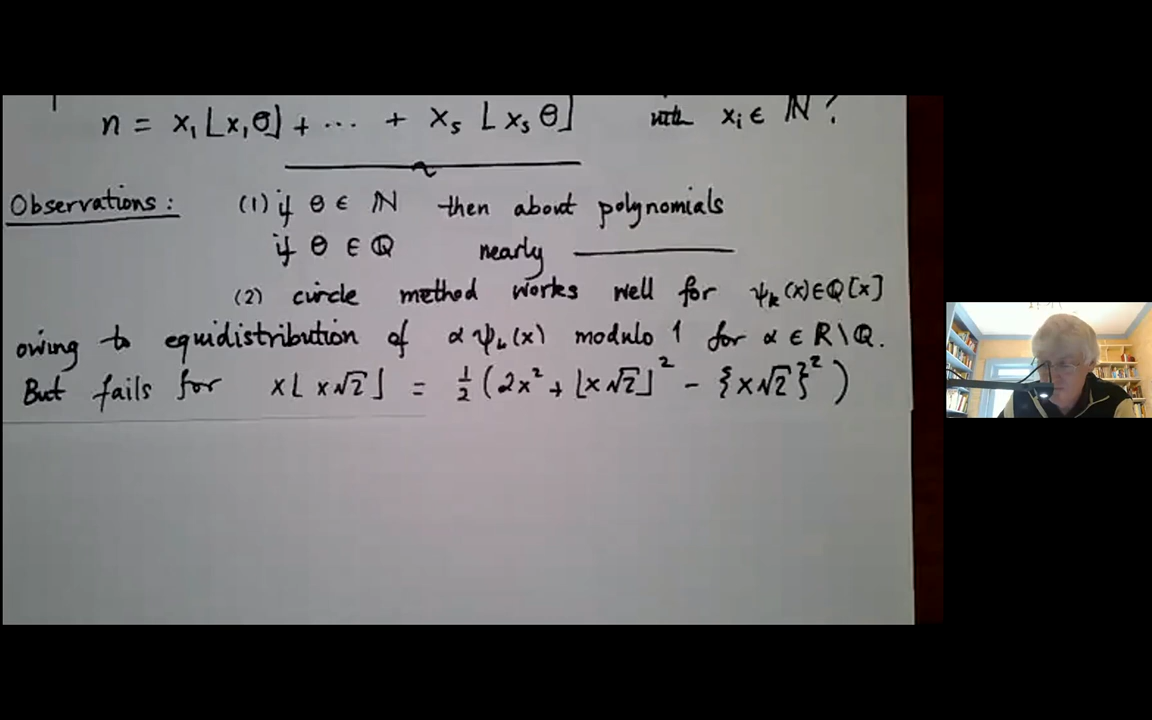 n = x₁ ⌊x₁θ⌋ + ... + xₛ ⌊xₛθ⌋ with xᵢ ∈ ℕ?
Observations: (1) if θ ∈ ℕ then about polynomials
if θ ∈ ℚ nearly
(2) circle method works well for ψₖ(x) ∈ ℚ[x]
owing to equidistribution of α ψₖ(x) modulo 1 for α ∈ R\ℚ.
But fails for x⌊x√2⌋ = ½(2x² + ⌊x√2⌋² - {x√2}²)